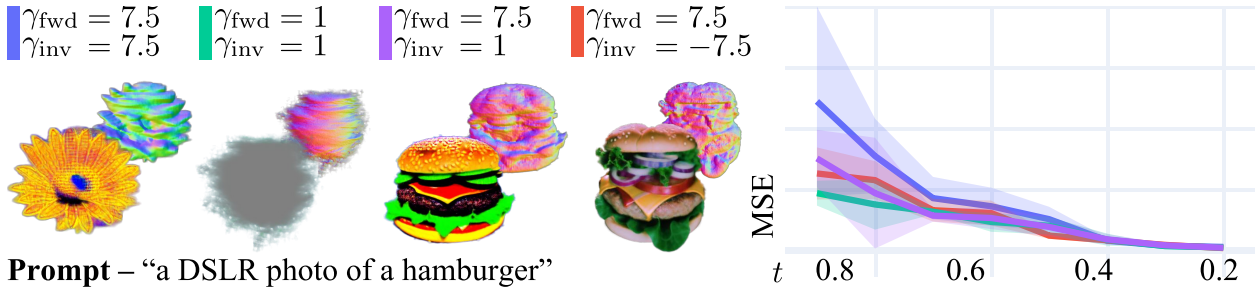 γfwd = 7.5
γinv = 7.5
γfwd = 1
γinv = 1
γfwd = 7.5
γinv = 1
γfwd = 7.5
γinv = −7.5
Prompt – “a DSLR photo of a hamburger”
MSE
t 0.8 0.6 0.4 0.2